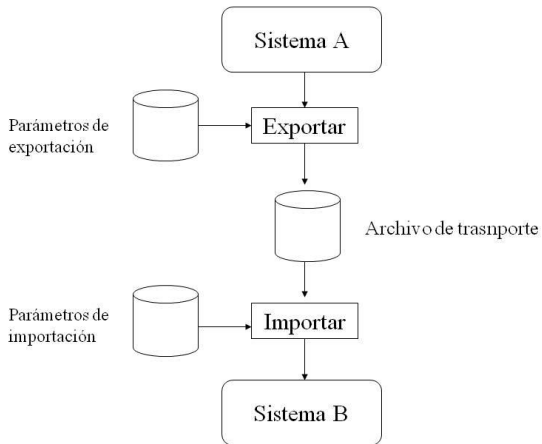 Sistema A
Parámetros de
exportación
Exportar
Archivo de trasnporte
Parámetros de
importación
Importar
Sistema B